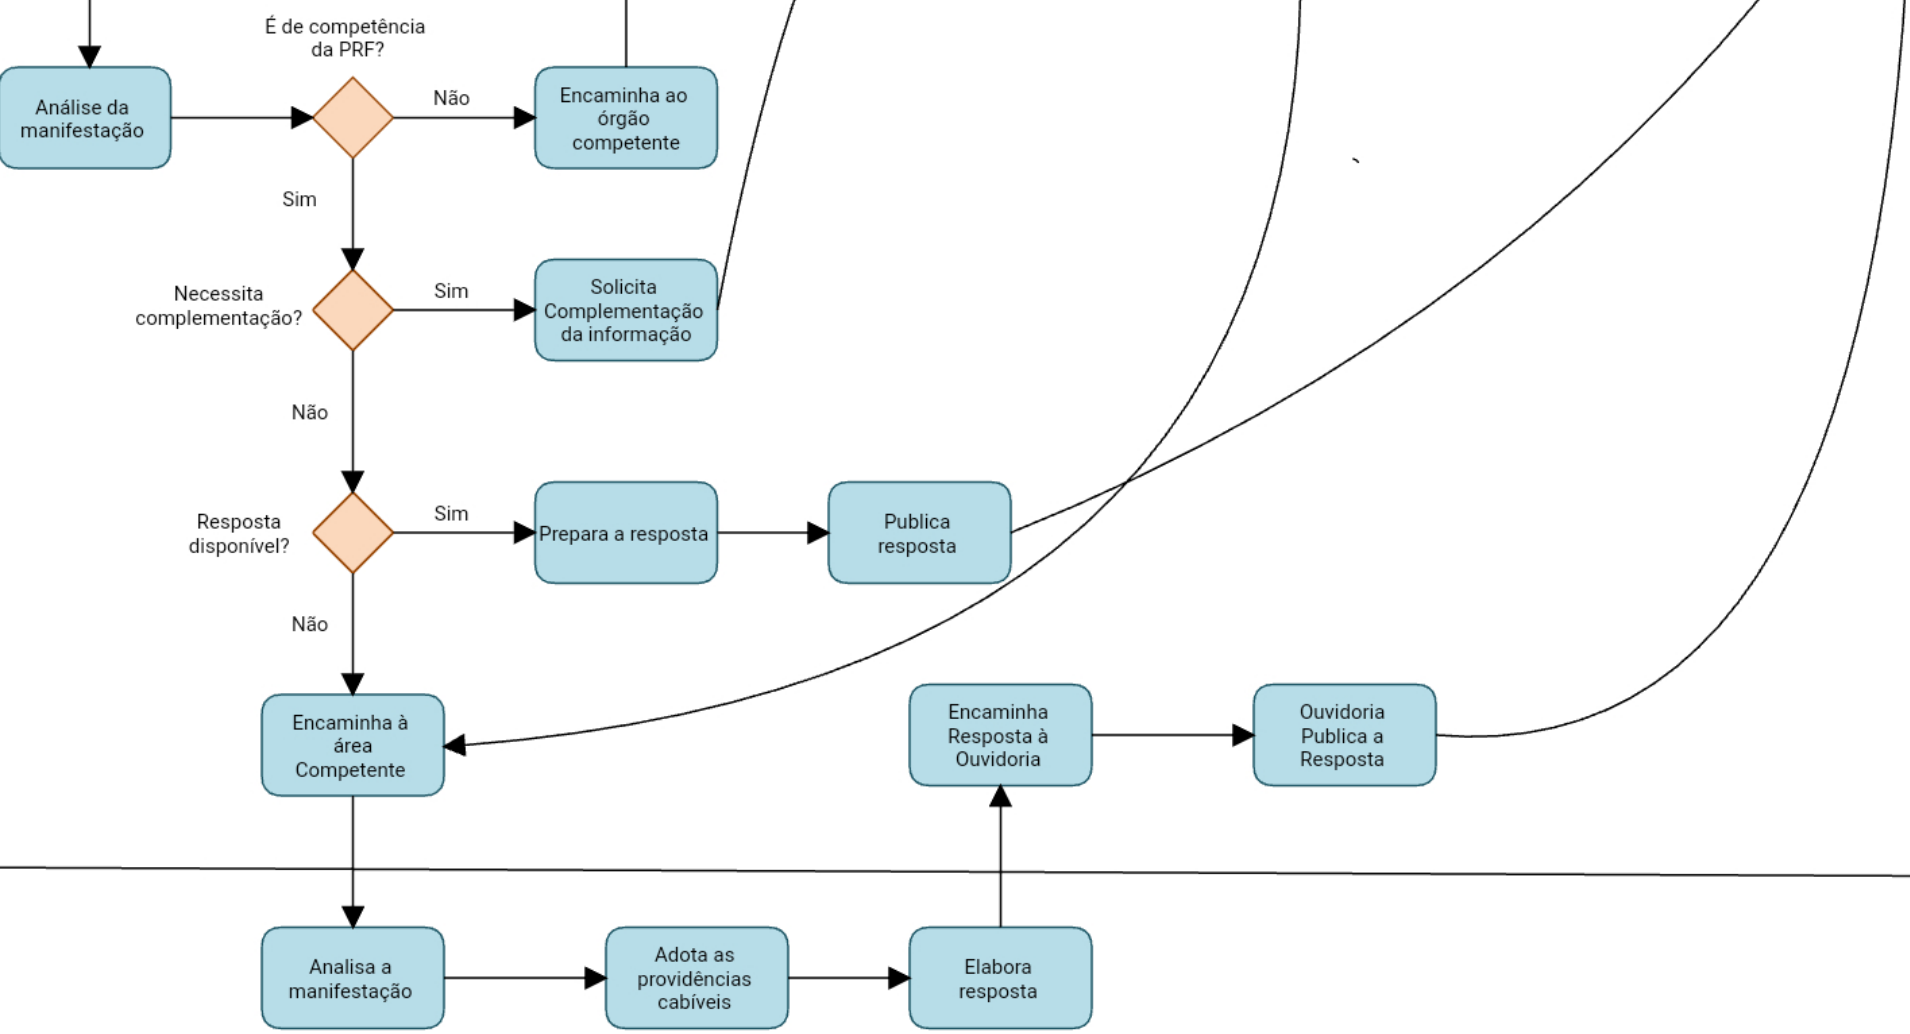 É de competência
da PRF?
Análise da
manifestação
Não
Encaminha ao
órgão
competente
Sim
Necessita
complementação?
Sim
Solicita
Complementação
da informação
Não
Resposta
disponível?
Sim
Prepara a resposta
Publica
resposta
Não
Encaminha à
área
Competente
Encaminha
Resposta à
Ouvidoria
Ouvidoria
Publica a
Resposta
Analisa a
manifestação
Adota as
providências
cabíveis
Elabora
resposta